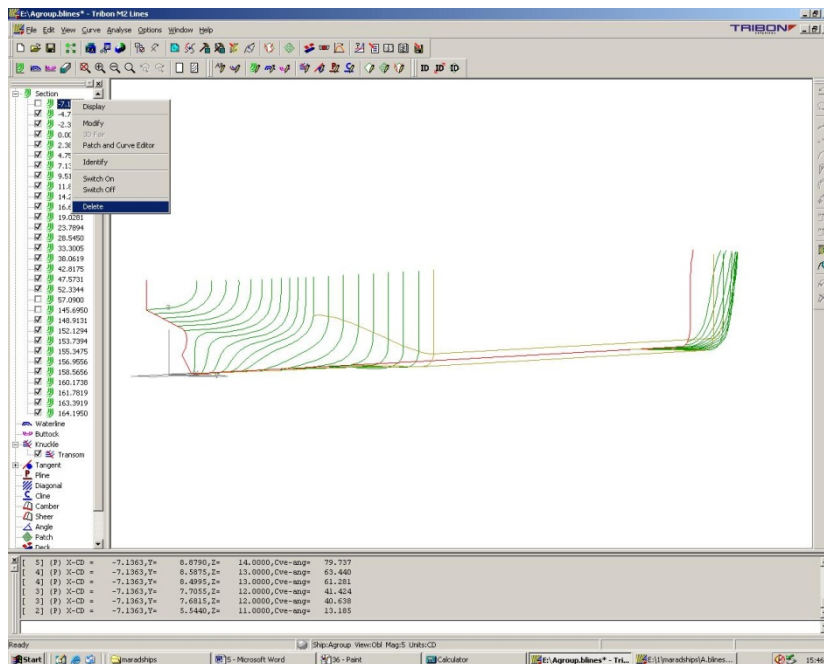 E:\Agroup.blines* - Tribon M2 Lines
File Edit View Curve Analyse Options Window Help
TRIBON
ID ID ID
Section
Display
Modify
3D Fair
Patch and Curve Editor
Identify
Switch On
Switch Off
Delete
19.0281
23.7894
28.5450
33.3005
38.0619
42.8175
47.5731
52.3344
57.0900
145.6950
148.9131
152.1294
153.7394
155.3475
156.9556
158.5656
160.1738
161.7819
163.3919
164.1950
Waterline
Buttock
Knuckle
Transom
Tangent
Pline
Diagonal
Cline
Camber
Sheer
Angle
Patch
Deck
[ 5] (P) X-CD = -7.1363,Y= 8.8790,Z= 14.0000,Cve-ang= 79.737
[ 4] (P) X-CD = -7.1363,Y= 8.5875,Z= 13.0000,Cve-ang= 63.440
[ 4] (P) X-CD = -7.1363,Y= 8.4995,Z= 13.0000,Cve-ang= 61.281
[ 3] (P) X-CD = -7.1363,Y= 7.7055,Z= 12.0000,Cve-ang= 41.424
[ 3] (P) X-CD = -7.1363,Y= 7.6815,Z= 12.0000,Cve-ang= 40.638
[ 2] (P) X-CD = -7.1363,Y= 5.5440,Z= 11.0000,Cve-ang= 13.185
Ready
Ship:Agroup View:Obl Mag:5 Units:CD
Start
maradships
5 - Microsoft Word
36 - Paint
Calculator
E:\Agroup.blines* - Tri...
E:\1\maradships\A.blines...
15:46